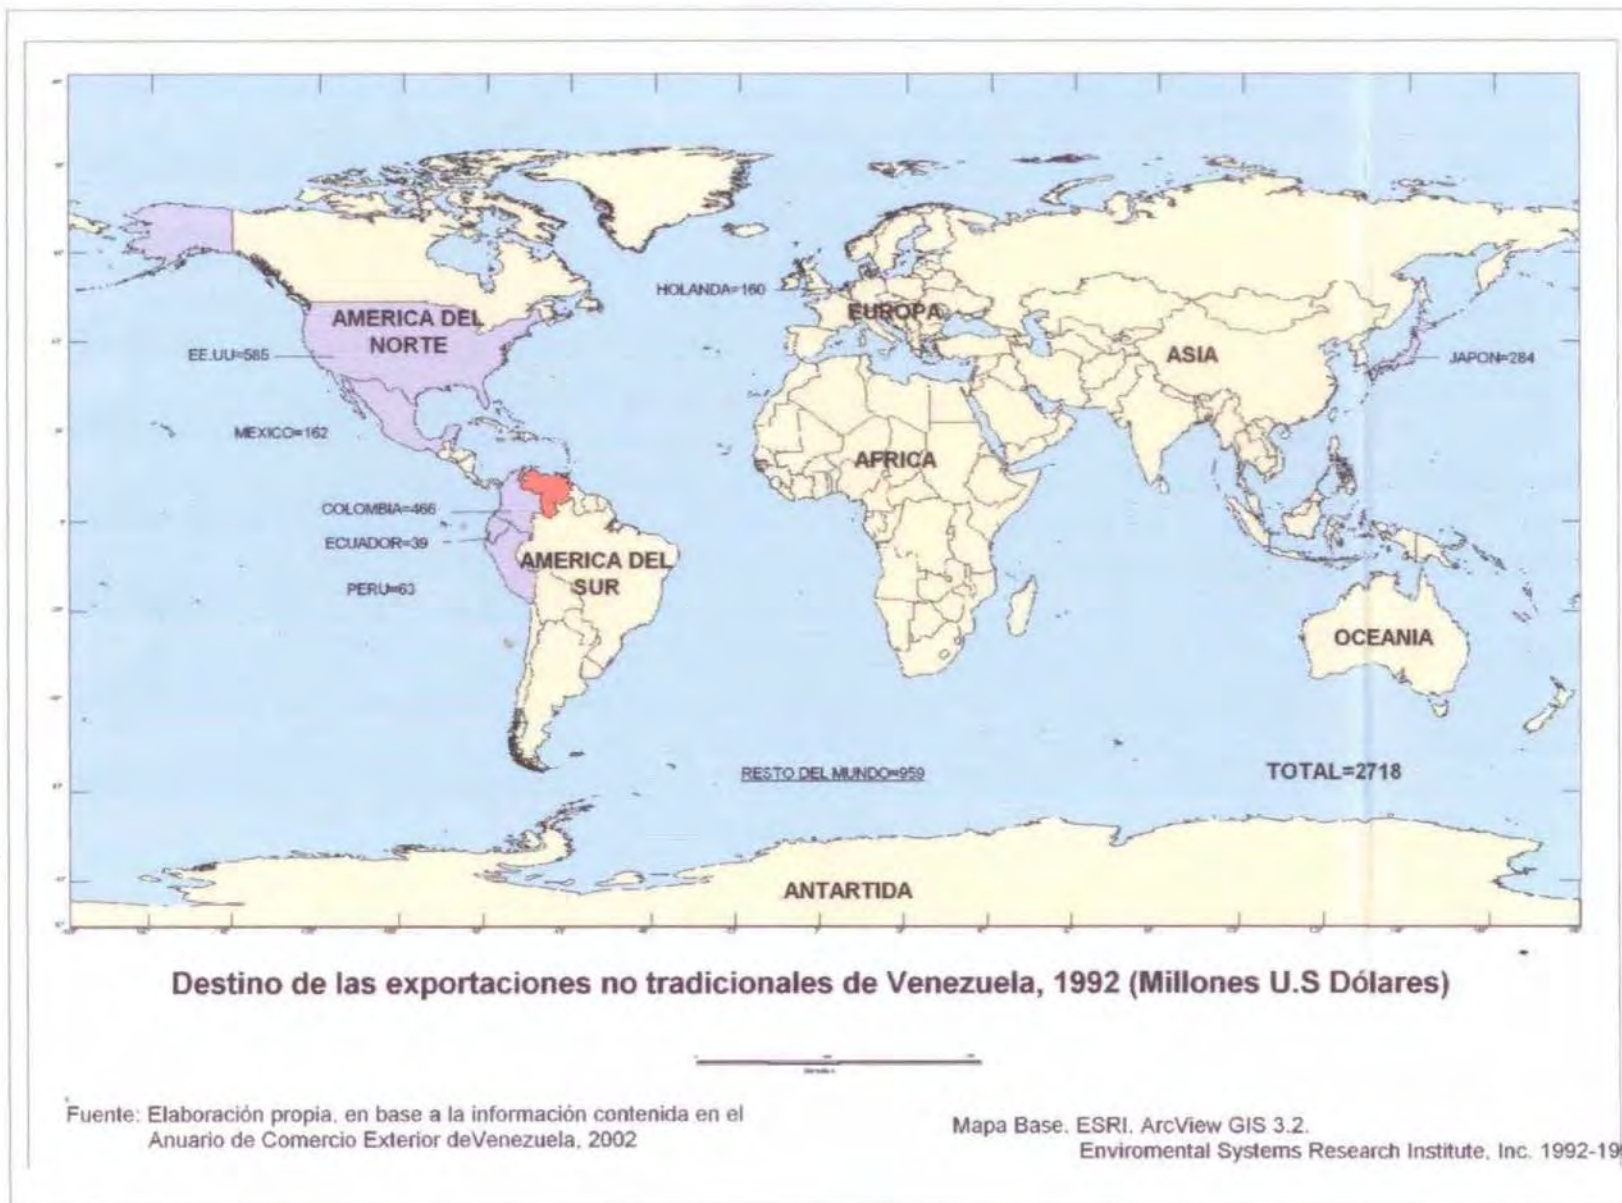 HOLANDA=160
EUROPA
AMERICA DEL
NORTE
EE.UU=585
ASIA
JAPON=284
MEXICO=162
AFRICA
COLOMBIA=466
ECUADOR=39
AMERICA DEL
SUR
PERU=63
OCEANIA
RESTO DEL MUNDO=959
TOTAL=2718
ANTARTIDA
Destino de las exportaciones no tradicionales de Venezuela, 1992 (Millones U.S Dólares)
Fuente: Elaboración propia, en base a la información contenida en el
Anuario de Comercio Exterior deVenezuela, 2002
Mapa Base. ESRI. ArcView GIS 3.2.
Enviromental Systems Research Institute, Inc. 1992-19